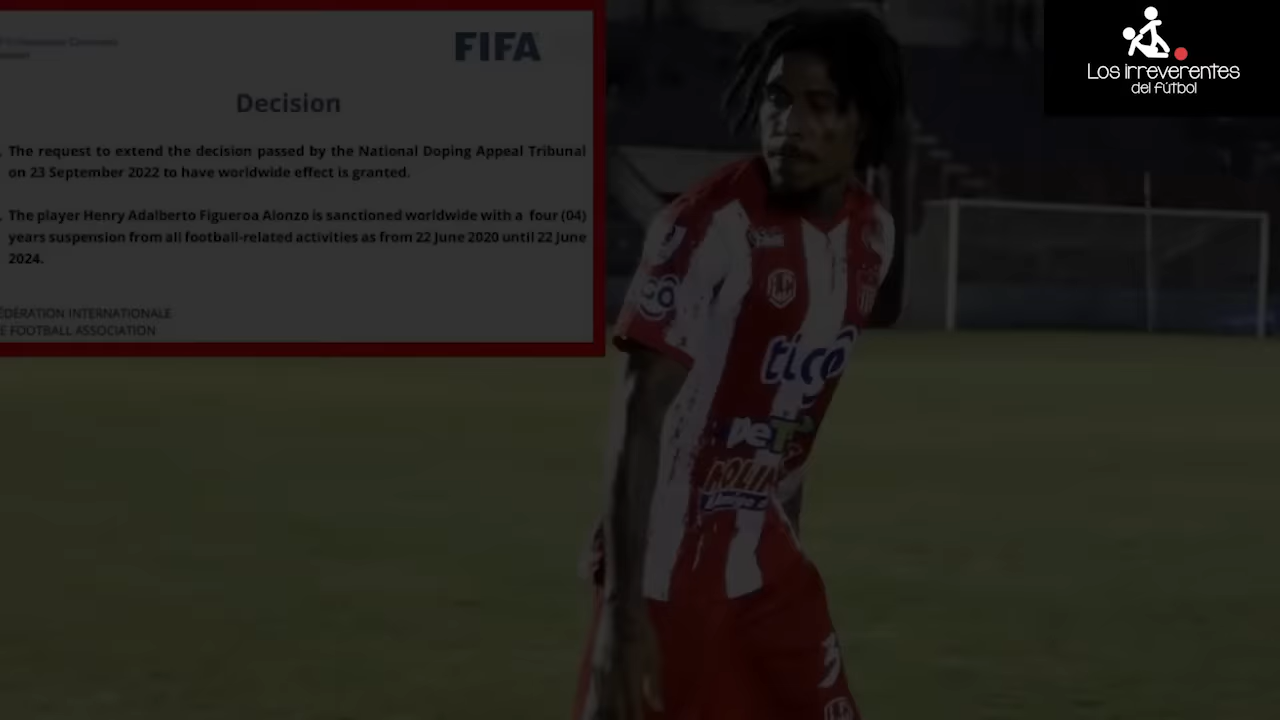 FIFA
Decision
The request to extend the decision passed by the National Doping Appeal Tribunal
on 23 September 2022 to have worldwide effect is granted.
The player Henry Adalberto Figueroa Alonzo is sanctioned worldwide with a four (04)
years suspension from all football-related activities as from 22 June 2020 until 22 June
2024.
FÉDÉRATION INTERNATIONALE
DE FOOTBALL ASSOCIATION
Los irreverentes
del fútbol
tigo
3